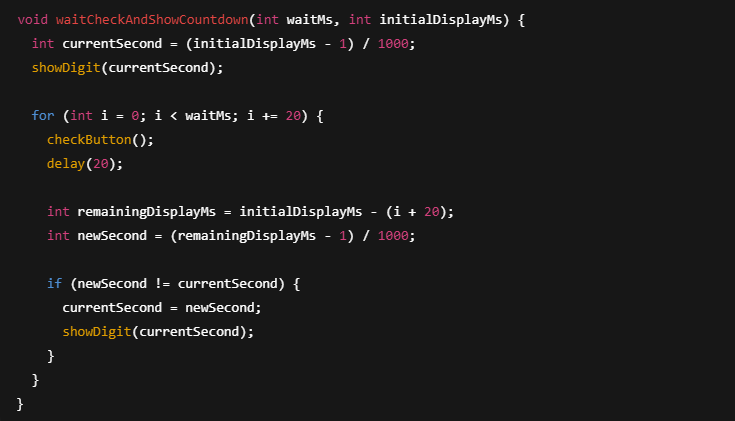 void waitCheckAndShowCountdown(int waitMs, int initialDisplayMs) {
  int currentSecond = (initialDisplayMs - 1) / 1000;
  showDigit(currentSecond);

  for (int i = 0; i < waitMs; i += 20) {
    checkButton();
    delay(20);

    int remainingDisplayMs = initialDisplayMs - (i + 20);
    int newSecond = (remainingDisplayMs - 1) / 1000;

    if (newSecond != currentSecond) {
      currentSecond = newSecond;
      showDigit(currentSecond);
    }
  }
}